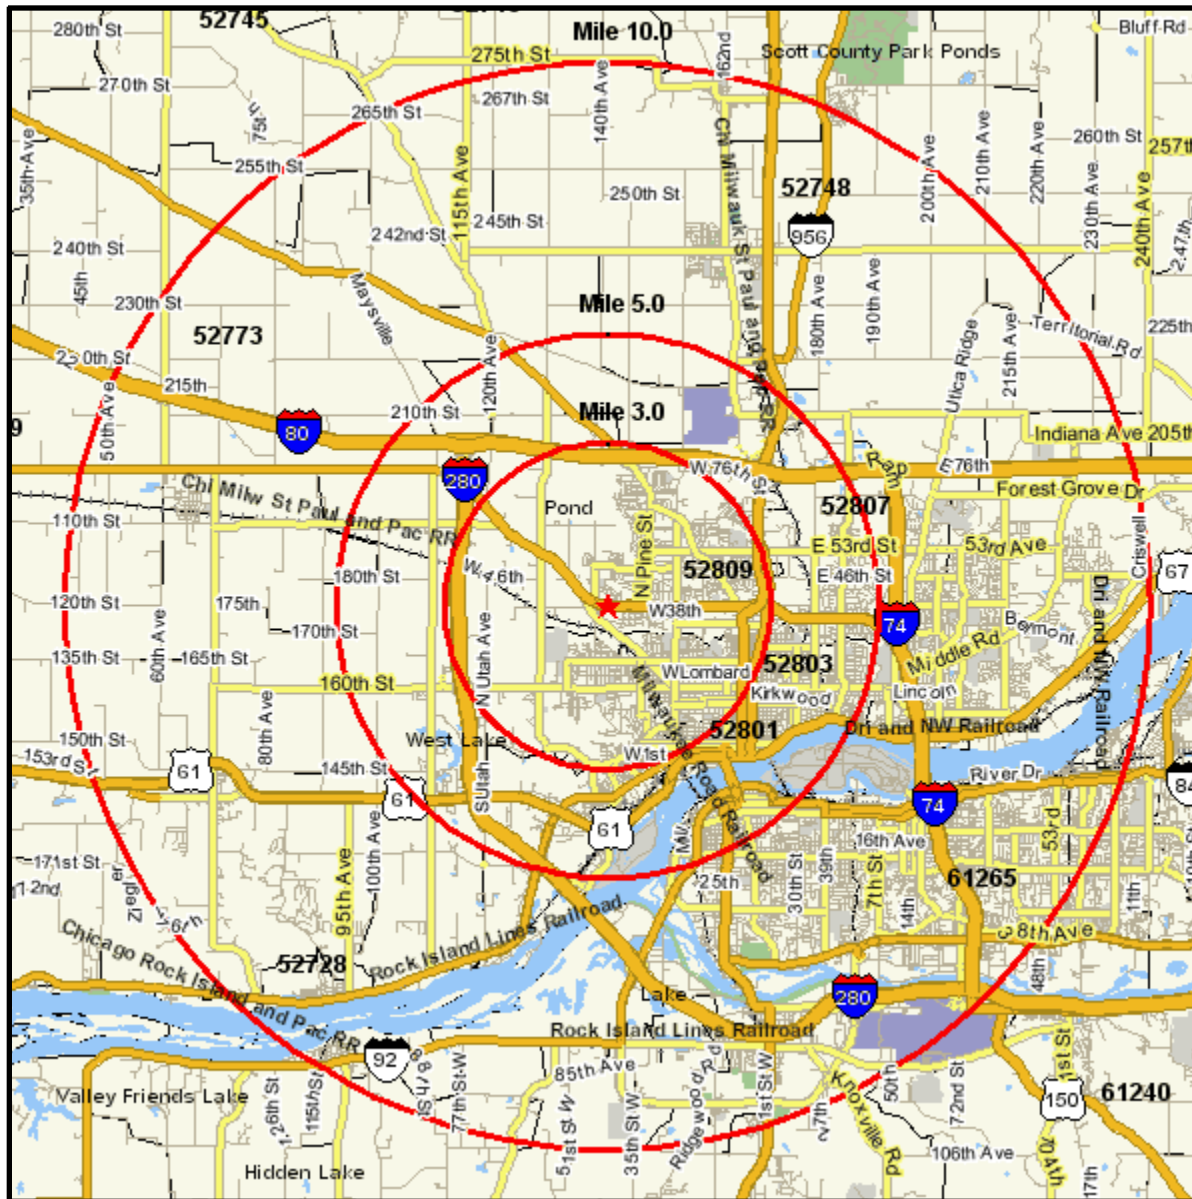 52745
280th St
Mile 10.0
Bluff Rd
275th St
162nd
Scott County Park Ponds
270th St
267th St
265th St
140th Ave
75th
35th Ave
Chi Milwauk St Paul and Pac RR
260th St
257th
255th St
200th Ave
210th Ave
220th Ave
230th Ave
240th Ave
115th Ave
250th St
52748
245th St
242nd St
956
240th St
45th
247th
Maysville
230th St
Mile 5.0
180th Ave
190th Ave
Utica Ridge
215th Ave
Territorial Rd
225th
52773
120th Ave
215th
50th Ave
210th St
Mile 3.0
80
Indiana Ave
205th
9
280
W 76th St
E 76th
Chi Milw St Paul and Pac RR
Pond
52807
Forest Grove Dr
110th St
N Pine St
E 53rd St
53rd Ave
Criswell
W 46th
52809
180th St
E 46th St
67
120th St
175th
W38th
74
Bermont
170th St
60th Ave
N Utah Ave
Middle Rd
Dri and NW Railroad
135th St
165th St
W Lombard
52803
160th St
Kirkwood
Lincoln
80th Ave
Milwaukee Road Railroad
52801
Dri and NW Railroad
150th St
West Lake
W 1st
153rd St
61
145th St
River Dr
61
S Utah
74
84
61
53rd
100th Ave
16th Ave
171st St
30th St
39th
7th St
25th
61265
Ziegler
95th Ave
14th
11th
Rock Island Lines Railroad
38th Ave
Chicago Rock Island and Pac RR
52728
48th
Lake
280
Rock Island Lines Railroad
92
85th Ave
Ridgewood Rd
1st St W
Knoxville Rd
50th
72nd St
150
61240
Valley Friends Lake
126th St
115th St
77th St W
51st St W
35th St W
27th
106th Ave
Hidden Lake
17th